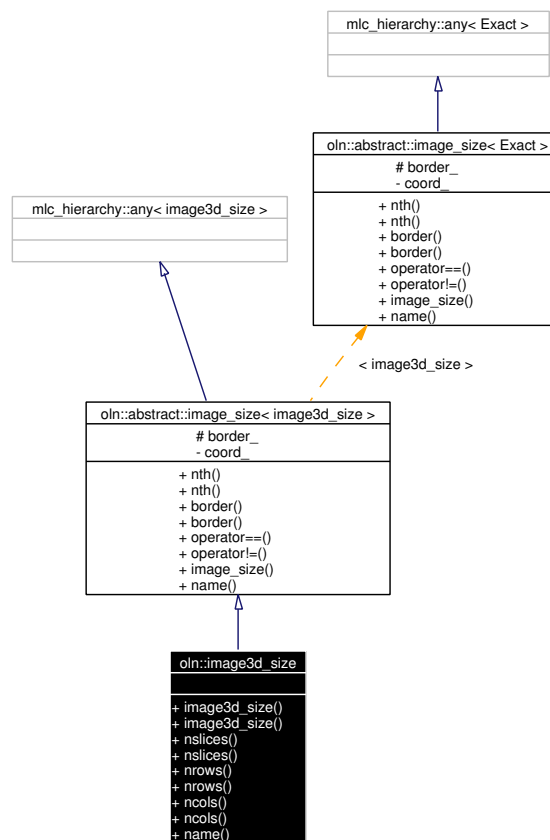 mlc_hierarchy::any< Exact >
oln::abstract::image_size< Exact >
# border_
- coord_
+ nth()
+ nth()
+ border()
+ border()
+ operator==()
+ operator!=()
+ image_size()
+ name()
mlc_hierarchy::any< image3d_size >
< image3d_size >
oln::abstract::image_size< image3d_size >
# border_
- coord_
+ nth()
+ nth()
+ border()
+ border()
+ operator==()
+ operator!=()
+ image_size()
+ name()
oln::image3d_size
+ image3d_size()
+ image3d_size()
+ nslices()
+ nslices()
+ nrows()
+ nrows()
+ ncols()
+ ncols()
+ name()